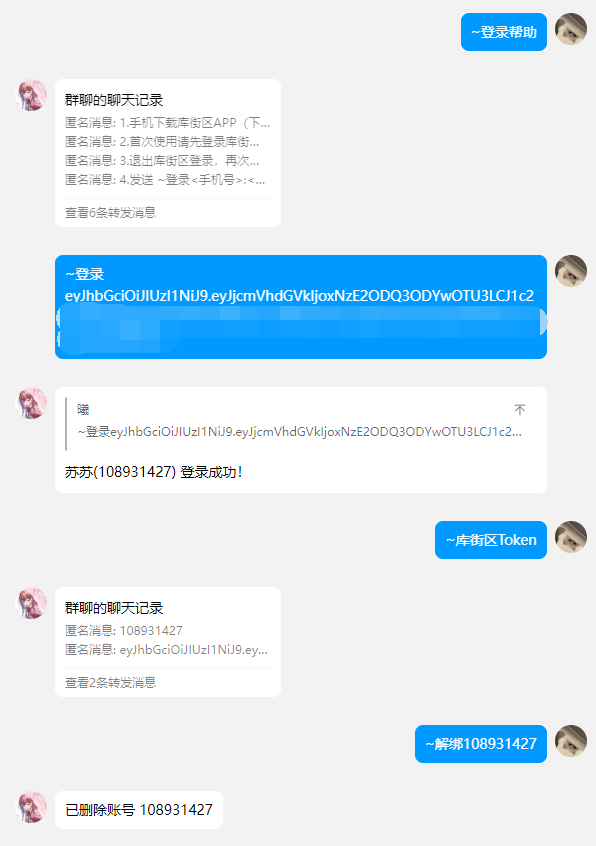 ~登录帮助
群聊的聊天记录
匿名消息: 1.手机下载库街区APP（下...
匿名消息: 2.首次使用请先登录库街...
匿名消息: 3.退出库街区登录，再次...
匿名消息: 4.发送 ~登录<手机号>:<...
查看6条转发消息
~登录
eyJhbGciOiJIUzI1NiJ9.eyJjcmVhdGVkIjoxNzE2ODQ3ODYwOTU3LCJ1c2
曦
~登录eyJhbGciOiJIUzI1NiJ9.eyJjcmVhdGVkIjoxNzE2ODQ3ODYwOTU3LCJ1c2...
苏苏(108931427) 登录成功!
~库街区Token
群聊的聊天记录
匿名消息: 108931427
匿名消息: eyJhbGciOiJIUzI1NiJ9.ey...
查看2条转发消息
~解绑108931427
已删除账号 108931427